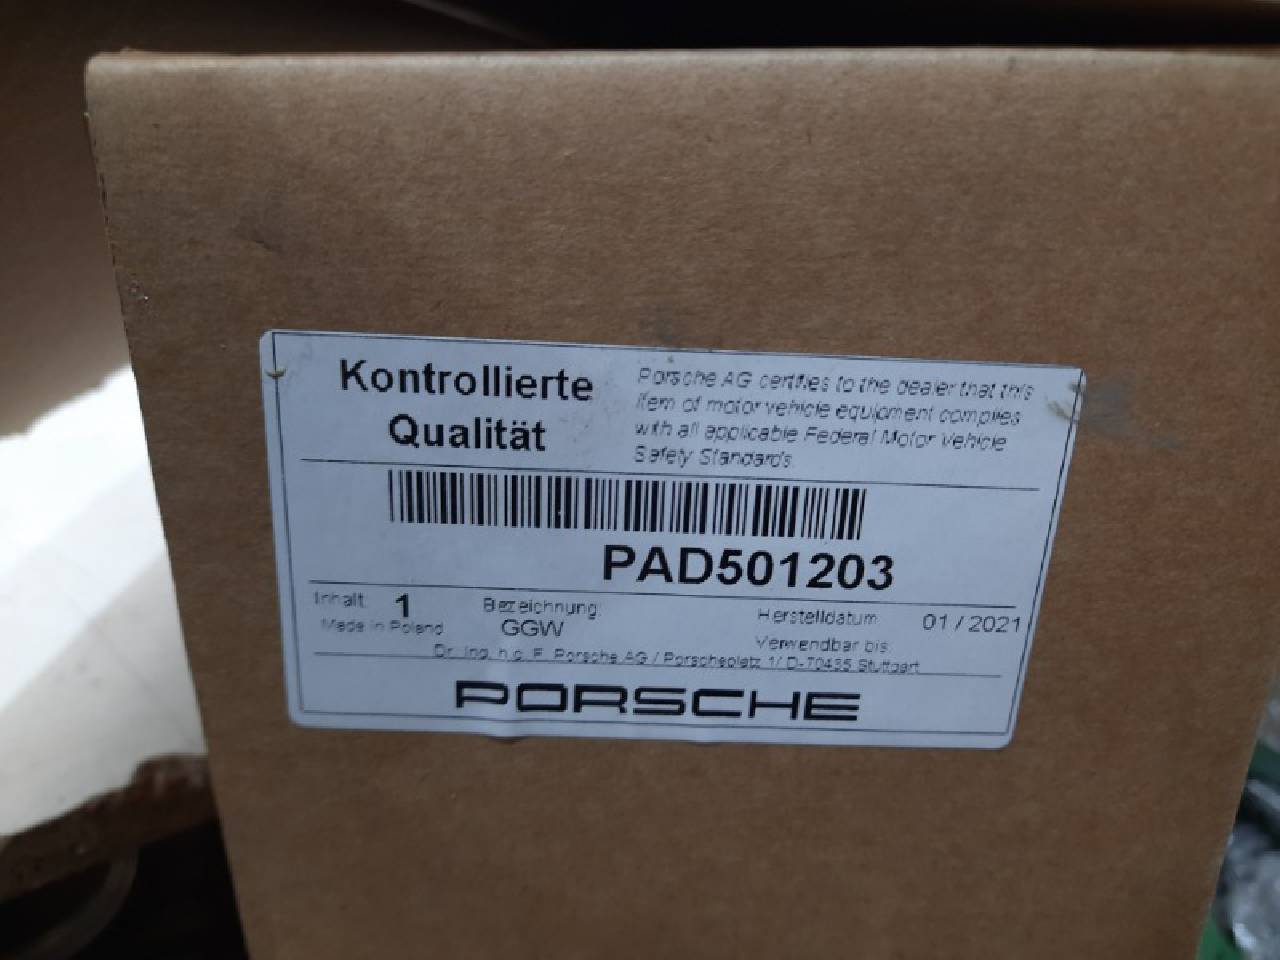 Kontrollierte
Qualität
Porsche AG certifies to the dealer that this
item of motor vehicle equipment complies
with all applicable Federal Motor Vehicle
Safety Standards.
PAD501203
Inhalt 1 Bezeichnung Herstelldatum 01/2021
Made in Poland GGW Verwendbar bis
Dr. Ing. h.c. F. Porsche AG / Porscheplatz 1/ D-70435 Stuttgart
PORSCHE